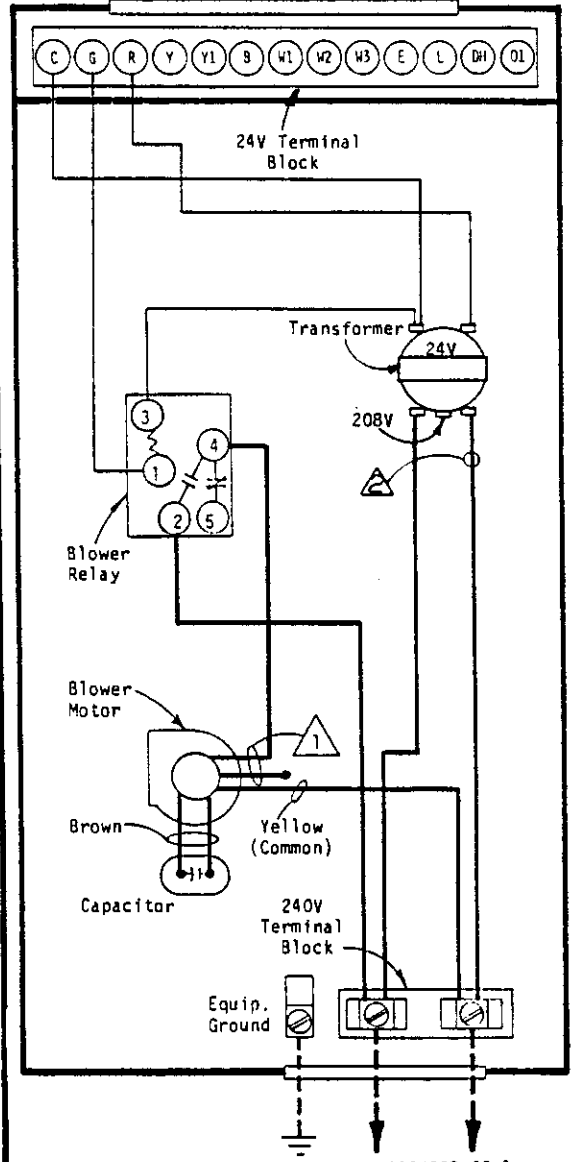 C G R Y Y1 B W1 W2 W3 E L DH O1
24V Terminal
Block
Transformer
24V
208V
2
3
4
1
2
5
Blower
Relay
Blower
Motor
1
Brown
Yellow
(Common)
Capacitor
240V
Terminal
Block
Equip.
Ground